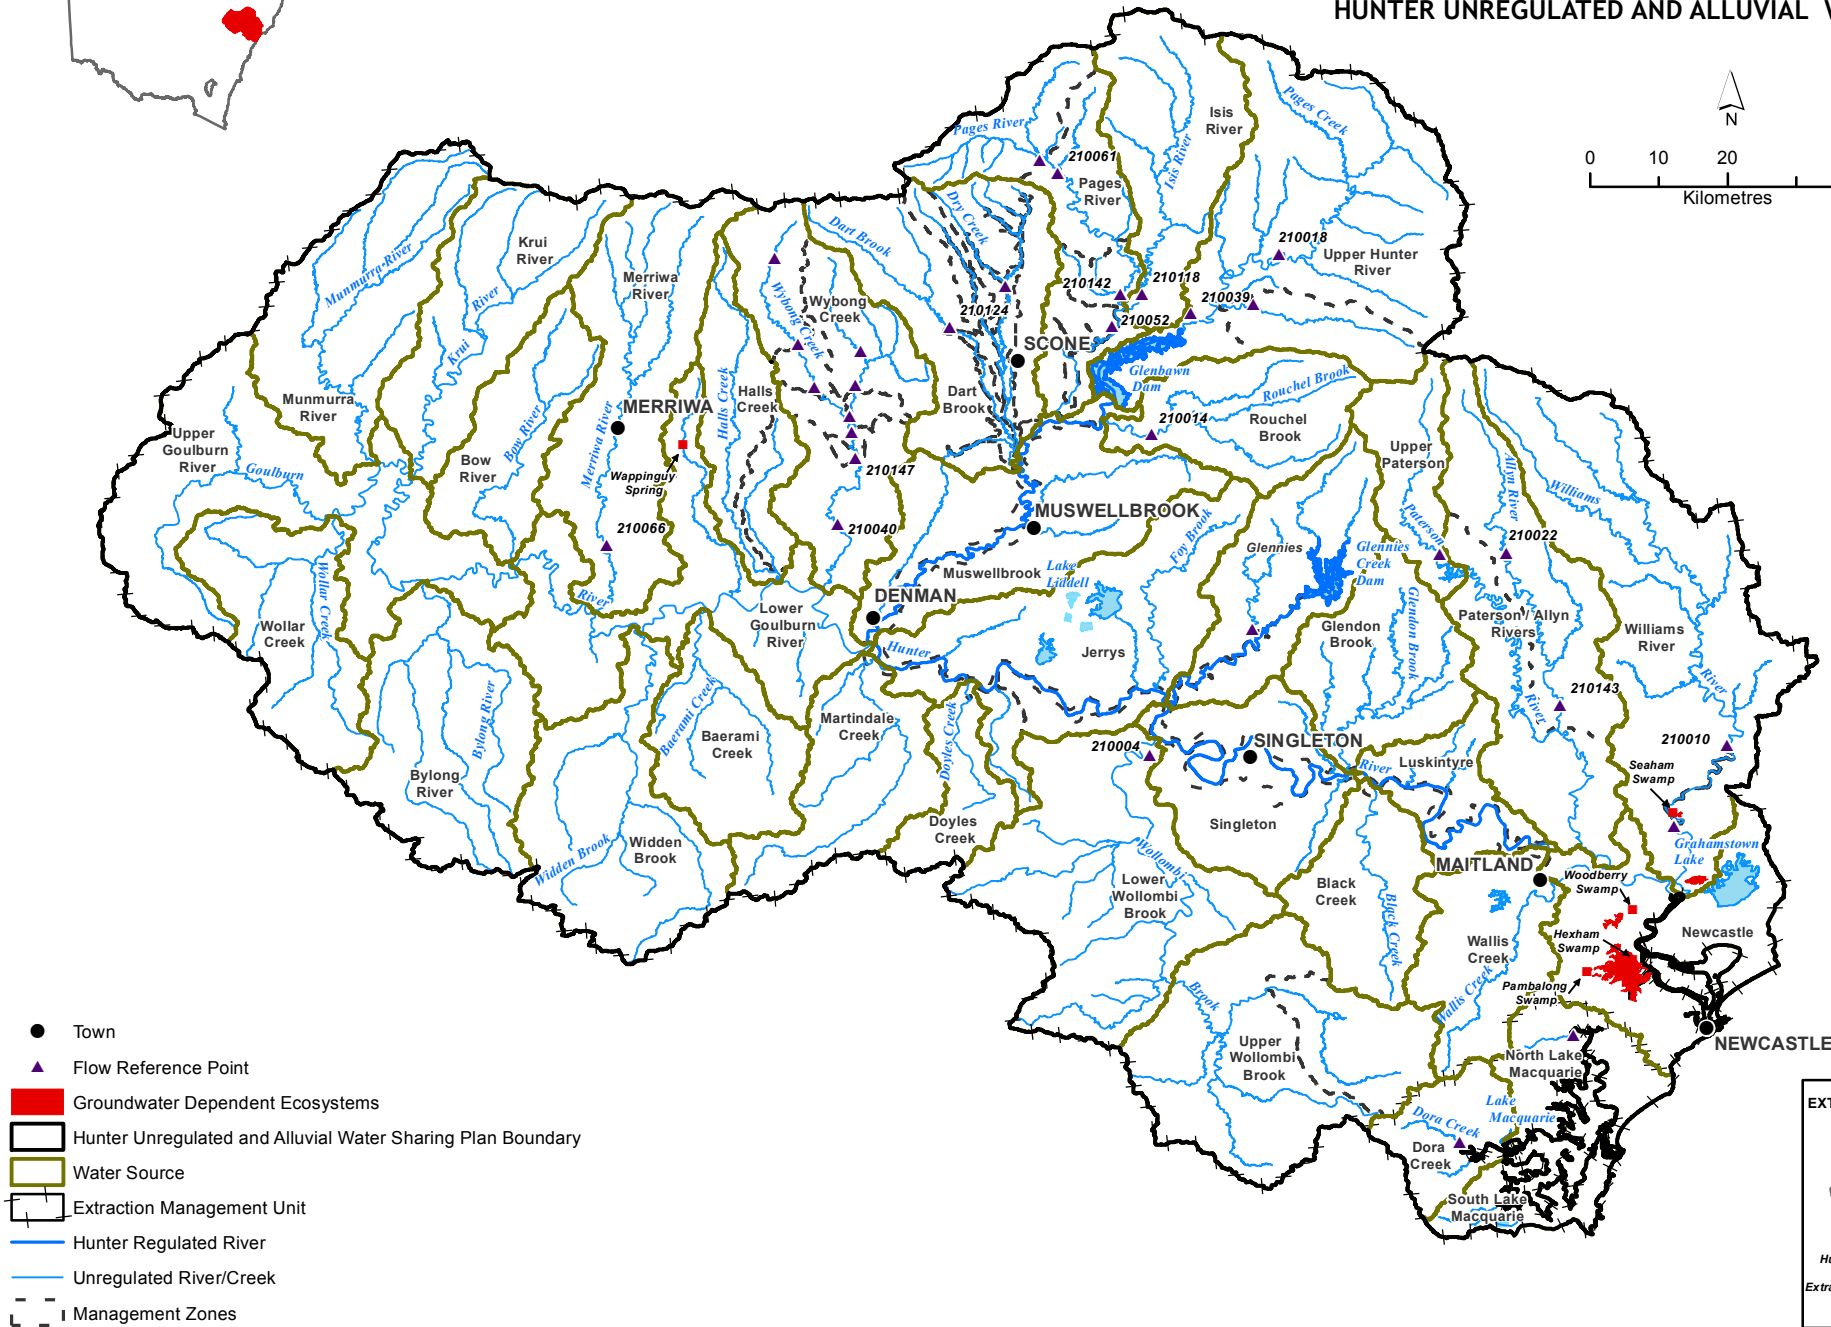 HUNTER UNREGULATED AND ALLUVIAL
N
0 10 20
Kilometres
Pages River
210061
Pages
River
Isis
River
Isis River
Pages Creek
Dry Creek
Dart Brook
210018
Upper Hunter
River
Krui
River
Munmurra River
River
Krui
Merriwa
River
Wybong
Creek
Wybong Creek
210124
210142
210118
210039
210052
SCONE
Glenbawn
Dam
Rouchel Brook
Rouchel
Brook
210014
Munmurra
River
Upper
Goulburn
River
Goulburn
Bow
River
Bow River
MERRIWA
Merriwa River
Halls Creek
Halls
Creek
Dart
Brook
Wappinguy
Spring
210066
210147
210040
MUSWELLBROOK
Muswellbrook
Foy Brook
Lake
Liddell
Glennies
Glennies
Creek
Dam
Upper
Paterson
Paterson
Allyn River
Williams
210022
Wollar Creek
Wollar
Creek
River
Lower
Goulburn
River
DENMAN
Hunter
Jerrys
Glendon
Brook
Glendon Brook
Paterson / Allyn
Rivers
River
Williams
River
River
210143
210010
Bylong River
Bylong
River
Baerami Creek
Baerami
Creek
Martindale
Creek
Doyles Creek
Doyles
Creek
Widden Brook
Widden
Brook
210004
SINGLETON
Singleton
River
Luskintyre
Seaham
Swamp
Grahamstown
Lake
MAITLAND
Woodberry
Swamp
Wollombi
Lower
Wollombi
Brook
Black
Creek
Black Creek
Wallis
Creek
Wallis Creek
Hexham
Swamp
Newcastle
Pambalong
Swamp
NEWCASTLE
Brook
Upper
Wollombi
Brook
North Lake
Macquarie
Lake
Macquarie
Dora Creek
Dora
Creek
South Lake
Macquarie
Town
Flow Reference Point
Groundwater Dependent Ecosystems
Hunter Unregulated and Alluvial Water Sharing Plan Boundary
Water Source
Extraction Management Unit
Hunter Regulated River
Unregulated River/Creek
Management Zones